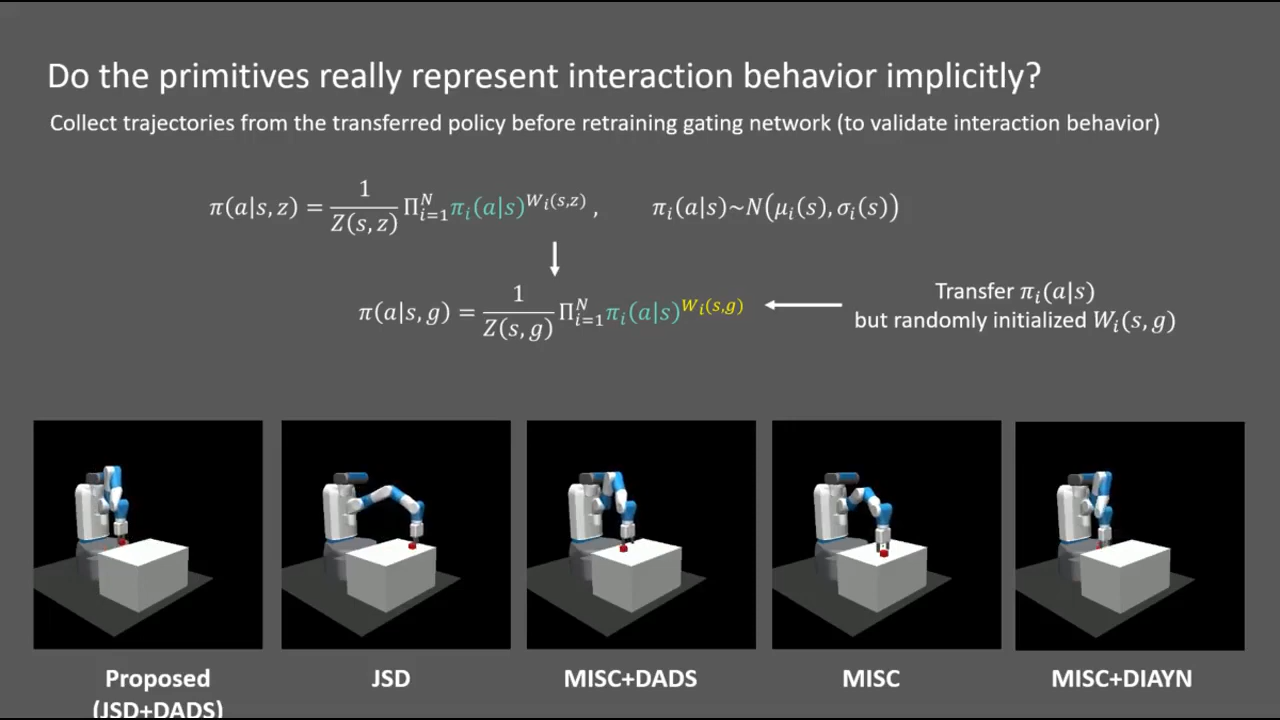 Do the primitives really represent interaction behavior implicitly?
Collect trajectories from the transferred policy before retraining gating network (to validate interaction behavior)
π(a|s, z) = 1/Z(s, z) Π_{i=1}^{N} π_i(a|s)^{W_i(s,z)} , π_i(a|s)~N(μ_i(s), σ_i(s))
π(a|s, g) = 1/Z(s, g) Π_{i=1}^{N} π_i(a|s)^{W_i(s,g)}
Transfer π_i(a|s)
but randomly initialized W_i(s, g)
Proposed
(JSD+DADS)
JSD
MISC+DADS
MISC
MISC+DIAYN